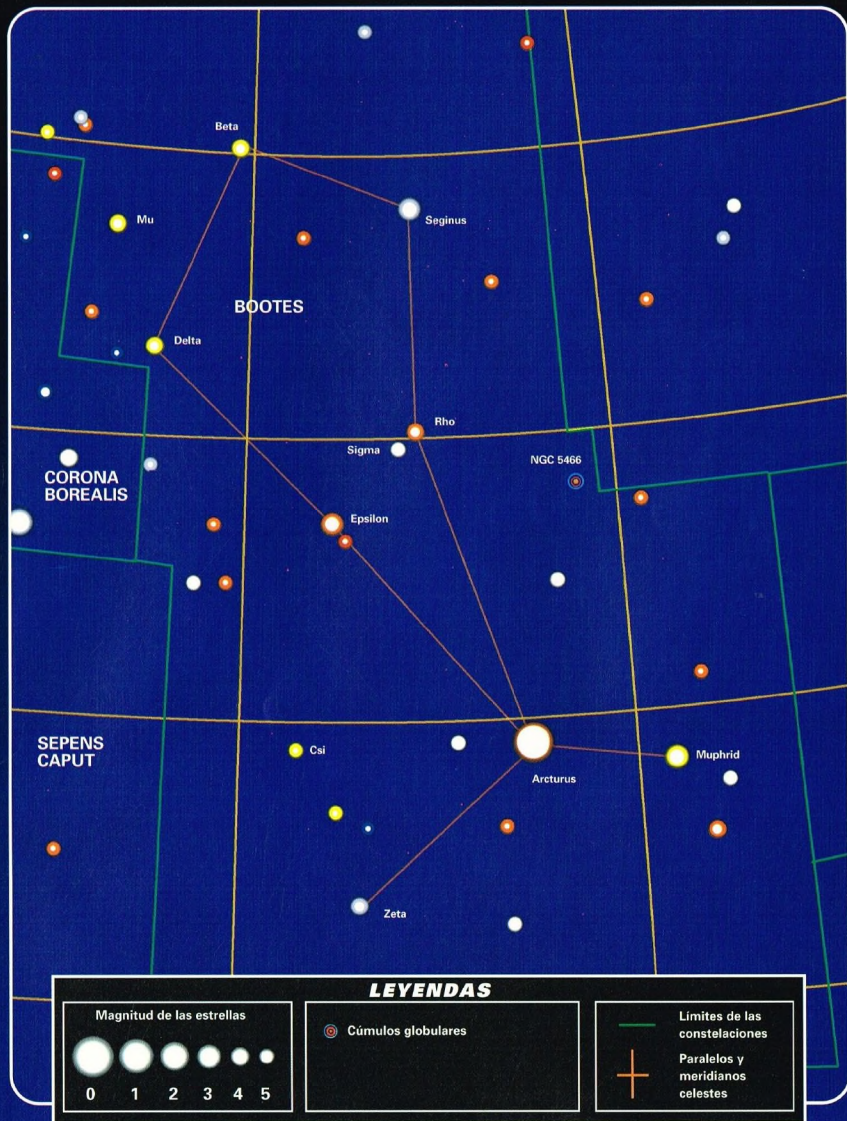 Beta
Seginus
Mu
BOOTES
Delta
Rho
Sigma
NGC 5466
CORONA
BOREALIS
Epsilon
SEPENS
CAPUT
Csi
Muphrid
Arcturus
Zeta
LEYENDAS
Magnitud de las estrellas
0 1 2 3 4 5
Cúmulos globulares
Límites de las
constelaciones
Paralelos y
meridianos
celestes